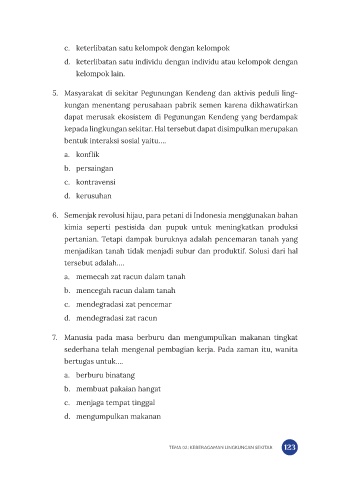 c. keterlibatan satu kelompok dengan kelompok
d. keterlibatan satu individu dengan individu atau kelompok dengan
kelompok lain.
5. Masyarakat di sekitar Pegunungan Kendeng dan aktivis peduli ling-
kungan menentang perusahaan pabrik semen karena dikhawatirkan
dapat merusak ekosistem di Pegunungan Kendeng yang berdampak
kepada lingkungan sekitar. Hal tersebut dapat disimpulkan merupakan
bentuk interaksi sosial yaitu....
a. konflik
b. persaingan
c. kontravensi
d. kerusuhan
6. Semenjak revolusi hijau, para petani di Indonesia menggunakan bahan
kimia seperti pestisida dan pupuk untuk meningkatkan produksi
pertanian. Tetapi dampak buruknya adalah pencemaran tanah yang
menjadikan tanah tidak menjadi subur dan produktif. Solusi dari hal
tersebut adalah....
a. memecah zat racun dalam tanah
b. mencegah racun dalam tanah
c. mendegradasi zat pencemar
d. mendegradasi zat racun
7. Manusia pada masa berburu dan mengumpulkan makanan tingkat
sederhana telah mengenal pembagian kerja. Pada zaman itu, wanita
bertugas untuk....
a. berburu binatang
b. membuat pakaian hangat
c. menjaga tempat tinggal
d. mengumpulkan makanan
TEMA 02: KEBERAGAMAN LINGKUNGAN SEKITAR 123